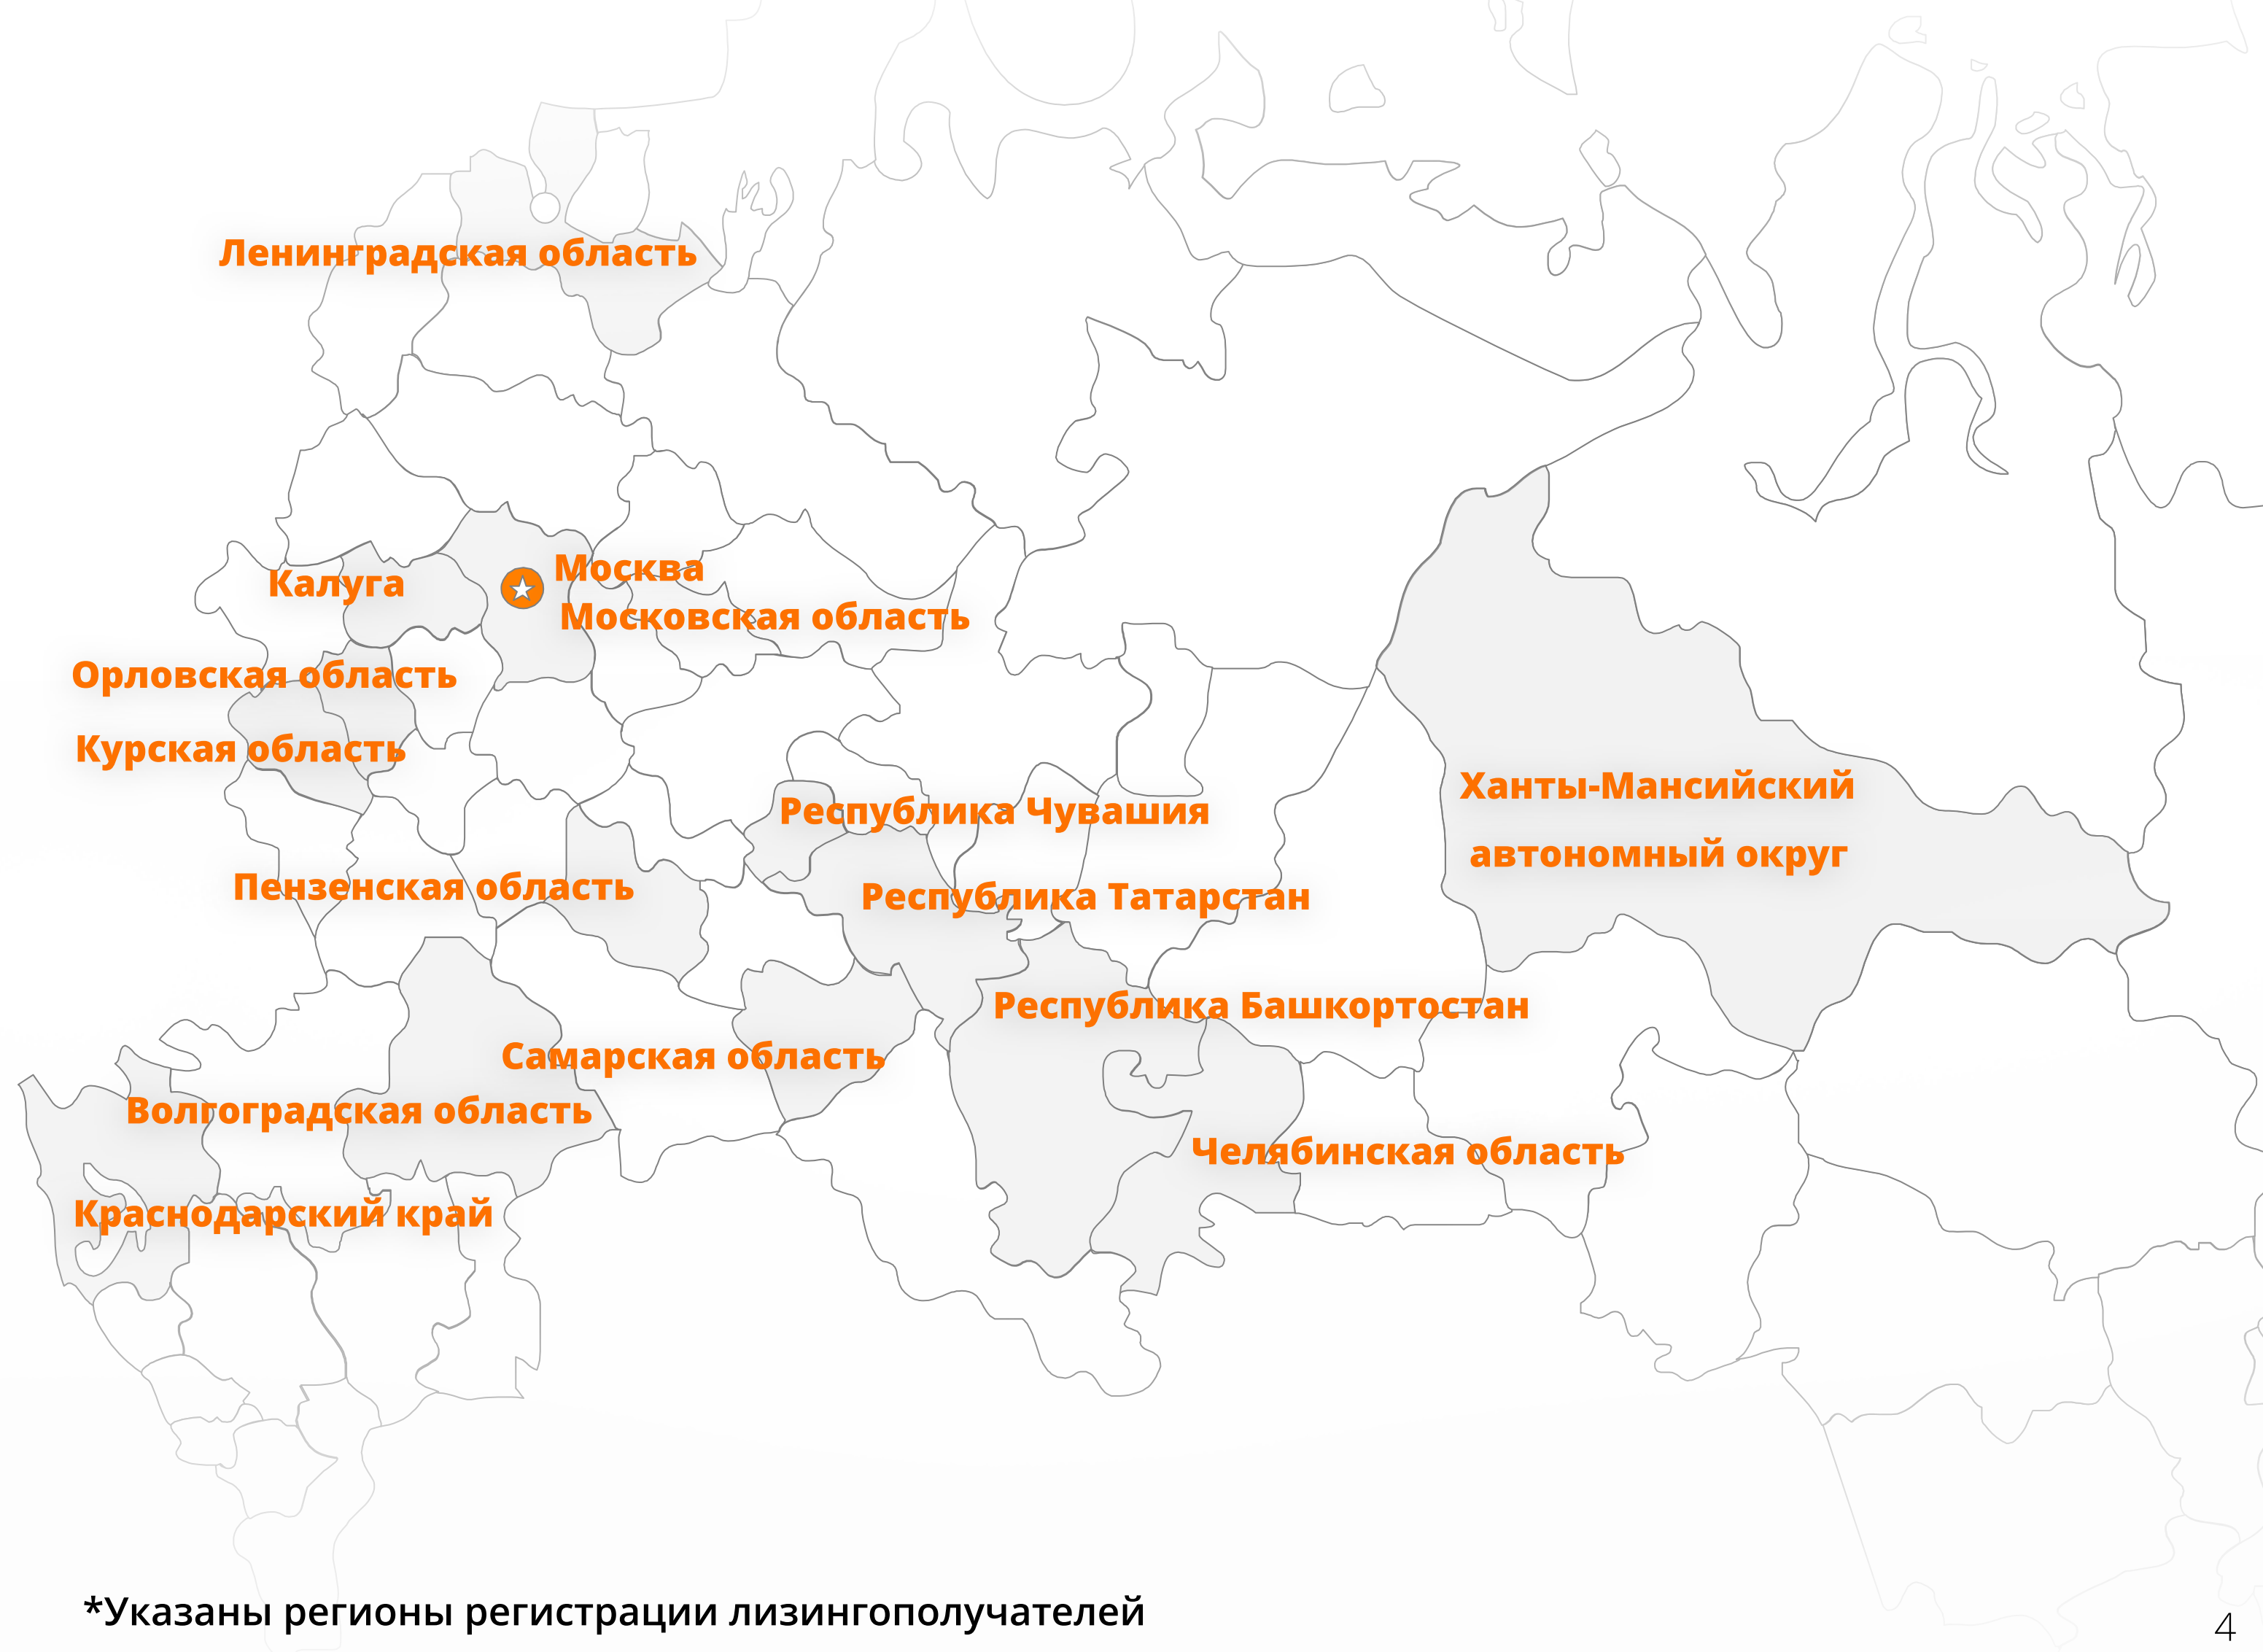 Ленинградская область
Москва
Калуга
Московская область
Орловская область
Курская область
Ханты-Мансийский
автономный округ
Республика Чувашия
Пензенская область
Республика Татарстан
Республика Башкортостан
Самарская область
Волгоградская область
Челябинская область
Краснодарский край
*Указаны регионы регистрации лизингополучателей
4